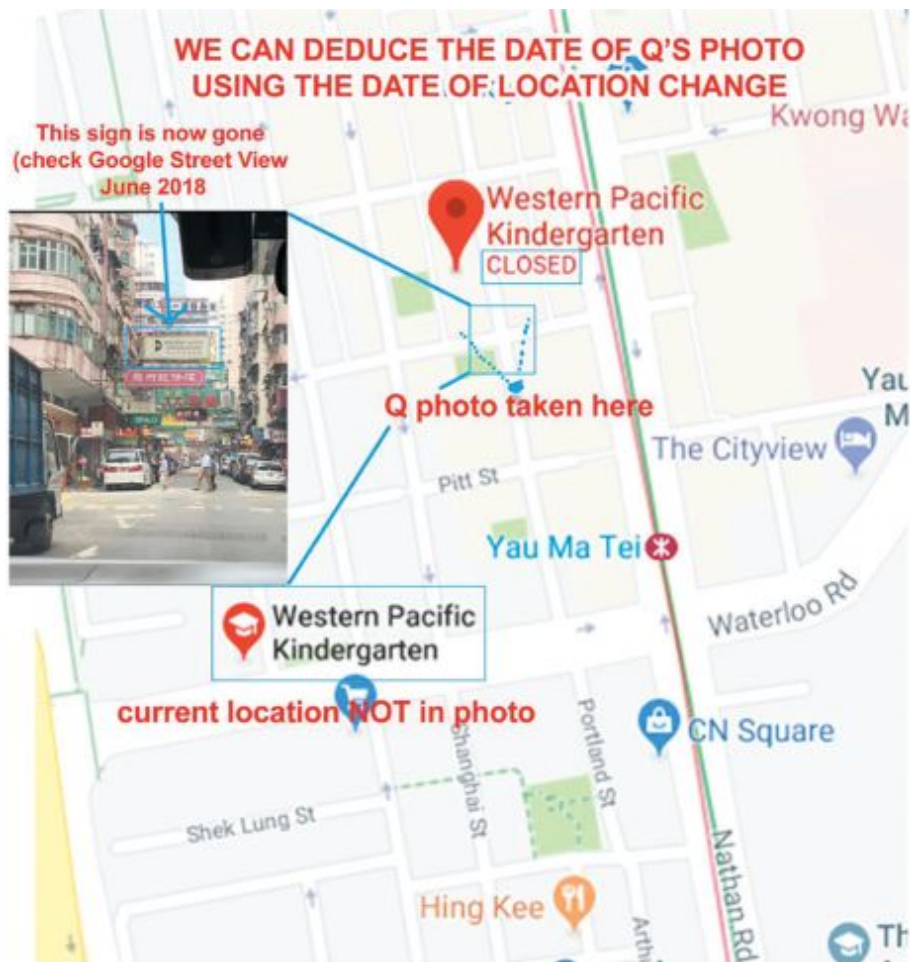 WE CAN DEDUCE THE DATE OF Q'S PHOTO
USING THE DATE OF LOCATION CHANGE
Kwong Wa
This sign is now gone
(check Google Street View
June 2018
Western Pacific
Kindergarten
CLOSED
Q photo taken here
Yau
M
The Cityview
Pitt St
Yau Ma Tei
Waterloo Rd
Western Pacific
Kindergarten
current location NOT in photo
CN Square
Portland St
Shanghai St
Shek Lung St
Nathan Rd
Hing Kee
Arthu
Th